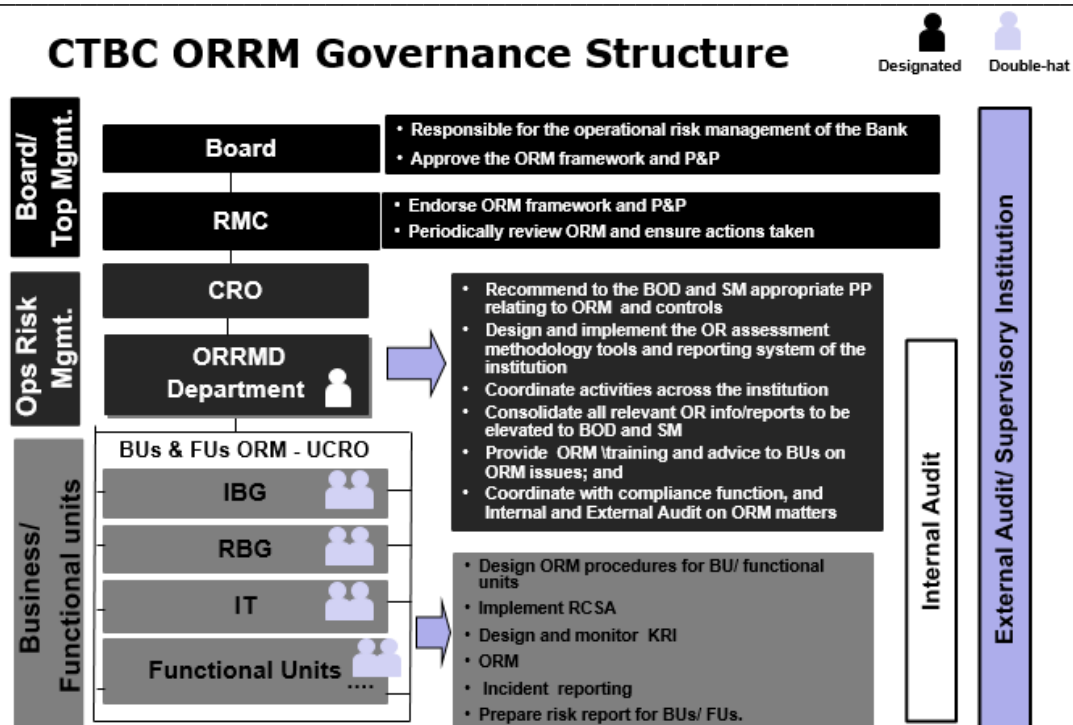 CTBC ORRM Governance Structure
Designated
Double-hat
Board/
Top Mgmt.
Board
• Responsible for the operational risk management of the Bank
• Approve the ORM framework and P&P
RMC
• Endorse ORM framework and P&P
• Periodically review ORM and ensure actions taken
Ops Risk
Mgmt.
CRO
ORRMD
Department
• Recommend to the BOD and SM appropriate PP
relating to ORM and controls
• Design and implement the OR assessment
methodology tools and reporting system of the
institution
• Coordinate activities across the institution
• Consolidate all relevant OR info/reports to be
elevated to BOD and SM
• Provide ORM \training and advice to BUs on
ORM issues; and
• Coordinate with compliance function, and
Internal and External Audit on ORM matters
Business/
Functional units
BUs & FUs ORM - UCRO
IBG
RBG
IT
Functional Units
....
• Design ORM procedures for BU/ functional
units
• Implement RCSA
• Design and monitor KRI
• ORM
• Incident reporting
• Prepare risk report for BUs/ FUs.
Internal Audit
External Audit/ Supervisory Institution